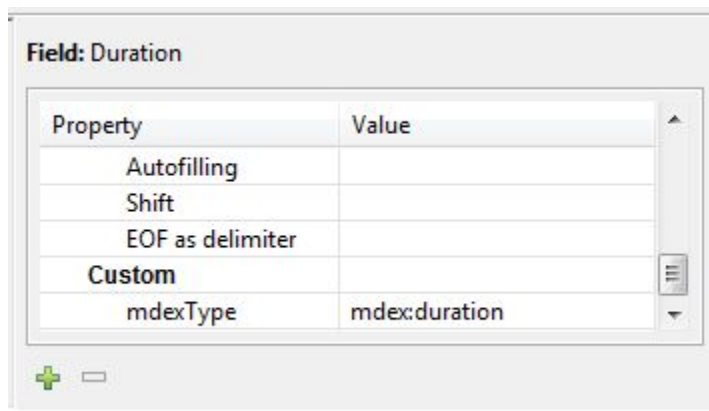 Field: Duration
Property Value
Autofilling
Shift
EOF as delimiter
Custom
mdexType mdex:duration